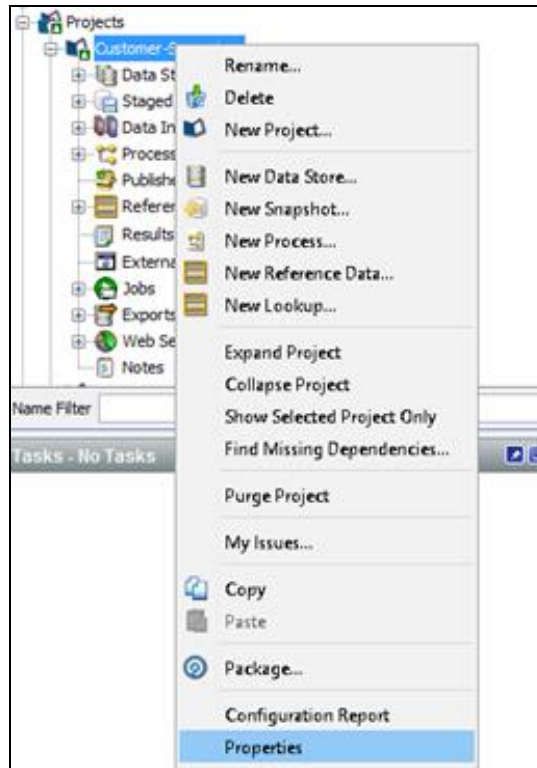 Projects
Customer-S
Data St
Staged
Data In
Process
Publishe
Referen
Results
Externa
Jobs
Exports
Web Se
Notes
Name Filter
Tasks - No Tasks
Rename...
Delete
New Project...
New Data Store...
New Snapshot...
New Process...
New Reference Data...
New Lookup...
Expand Project
Collapse Project
Show Selected Project Only
Find Missing Dependencies...
Purge Project
My Issues...
Copy
Paste
Package...
Configuration Report
Properties